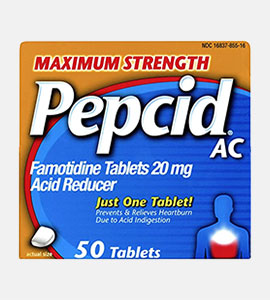 NDC 16837-855-16
MAXIMUM STRENGTH
Pepcid®
AC
Famotidine Tablets 20 mg
Acid Reducer
Just One Tablet!
Prevents & Relieves Heartburn
Due to Acid Indigestion
actual size
50 Tablets